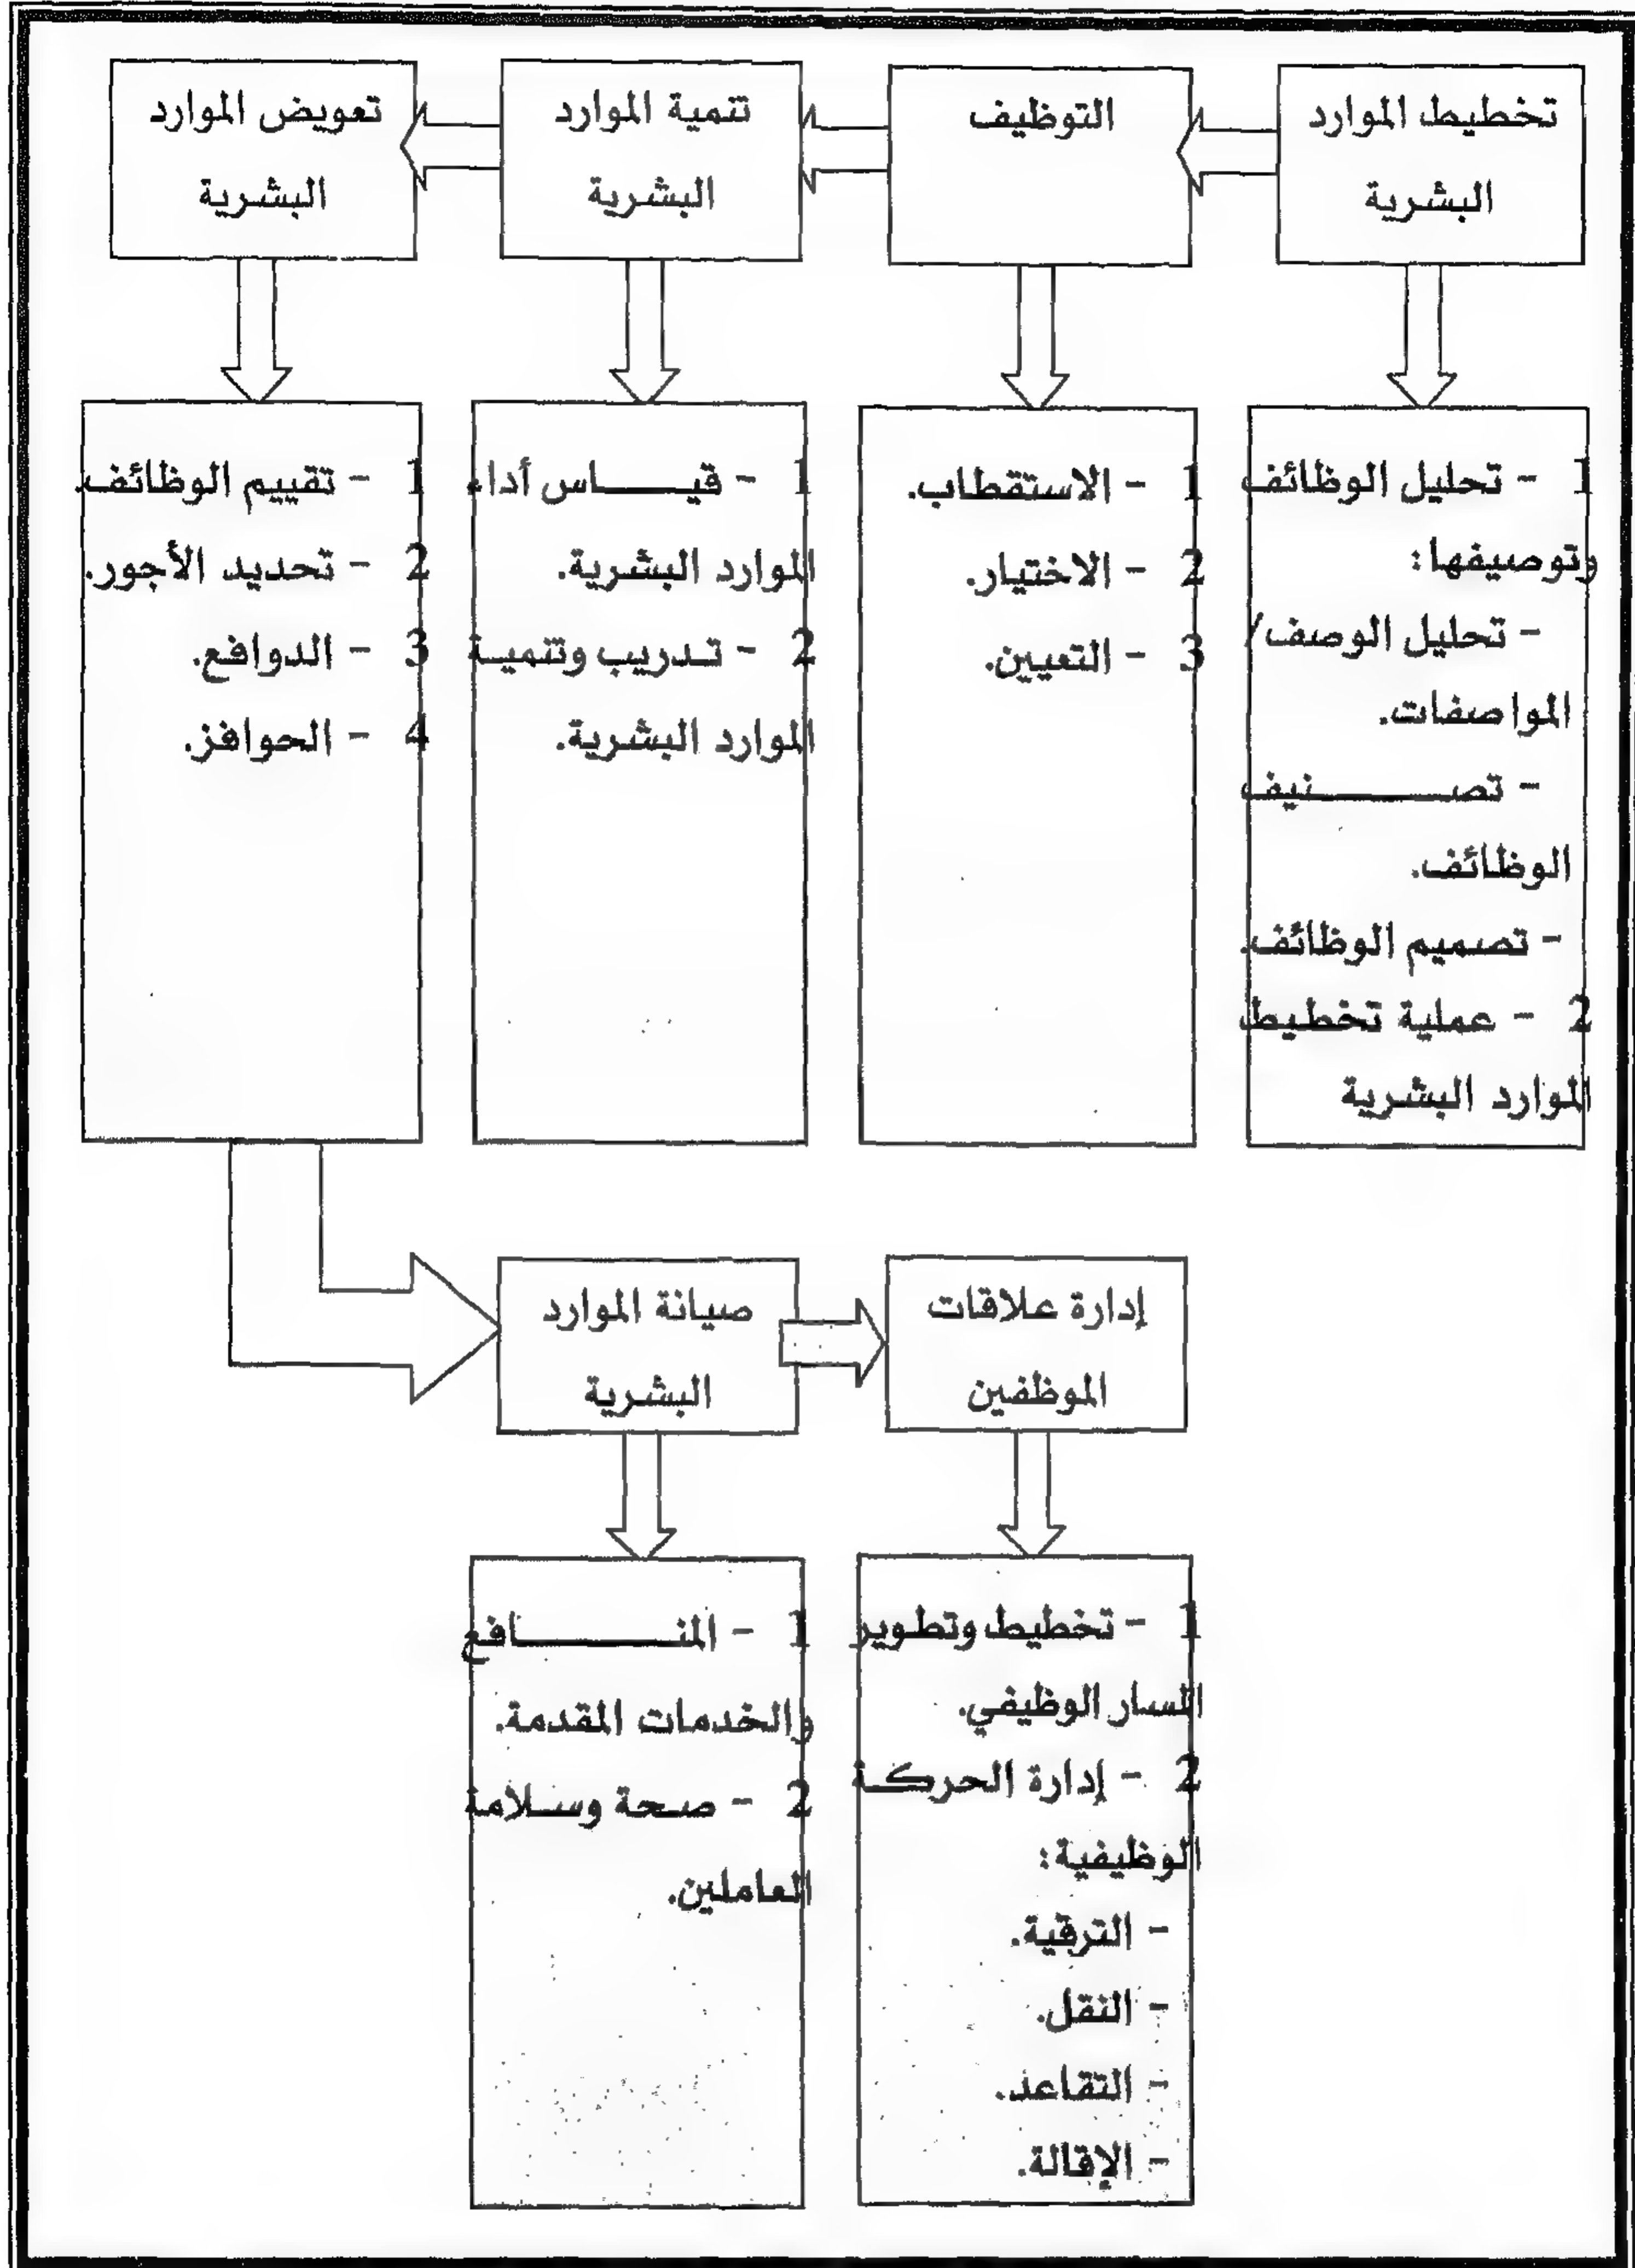 تخطيط الموارد
البشرية
التوظيف
تنمية الموارد
البشرية
تعويض الموارد
البشرية
1 - تحليل الوظائف
وتوصيفها:
- تحليل الوصف/
المواصفات.
- تصنيف
الوظائف.
- تصميم الوظائف.
2 - عملية تخطيط
الموارد البشرية
1 - الاستقطاب.
2 - الاختيار.
3 - التعيين.
1 - قياس أداء
الموارد البشرية.
2 - تدريب وتنمية
الموارد البشرية.
1 - تقييم الوظائف.
2 - تحديد الأجور.
3 - الدوافع.
4 - الحوافز.
صيانة الموارد
البشرية
إدارة علاقات
الموظفين
1 - المنافع
والخدمات المقدمة.
2 - صحة وسلامة
العاملين.
1 - تخطيط وتطوير
المسار الوظيفي.
2 - إدارة الحركة
الوظيفية:
- الترقية.
- النقل.
- التقاعد.
- الإقالة.